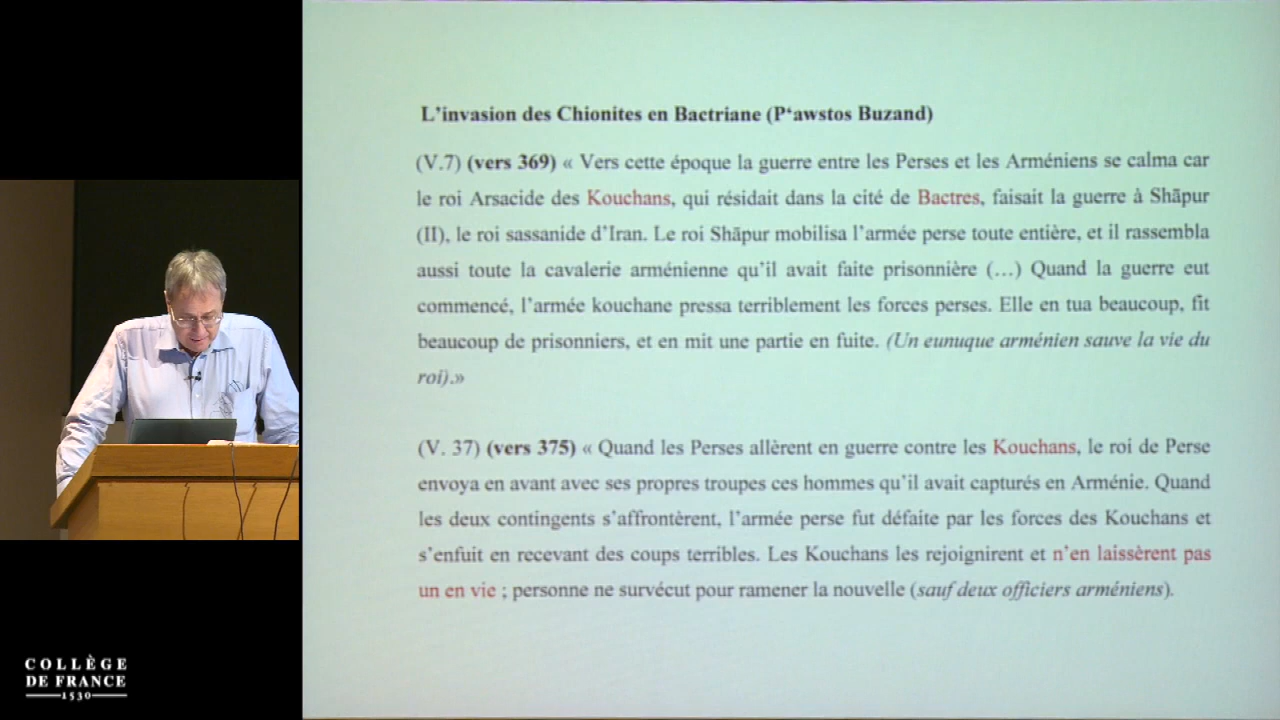 L'invasion des Chionites en Bactriane (P‘awstos Buzand)
(V.7) (vers 369) « Vers cette époque la guerre entre les Perses et les Arméniens se calma car
le roi Arsacide des Kouchans, qui résidait dans la cité de Bactres, faisait la guerre à Shāpur
(II), le roi sassanide d'Iran. Le roi Shāpur mobilisa l'armée perse toute entière, et il rassembla
aussi toute la cavalerie arménienne qu'il avait faite prisonnière (…) Quand la guerre eut
commencé, l'armée kouchane pressa terriblement les forces perses. Elle en tua beaucoup, fit
beaucoup de prisonniers, et en mit une partie en fuite. (Un eunuque arménien sauve la vie du
roi).»
(V. 37) (vers 375) « Quand les Perses allèrent en guerre contre les Kouchans, le roi de Perse
envoya en avant avec ses propres troupes ces hommes qu'il avait capturés en Arménie. Quand
les deux contingents s'affrontèrent, l'armée perse fut défaite par les forces des Kouchans et
s'enfuit en recevant des coups terribles. Les Kouchans les rejoignirent et n'en laissèrent pas
un en vie ; personne ne survécut pour ramener la nouvelle (sauf deux officiers arméniens).
COLLÈGE
DE FRANCE
1530